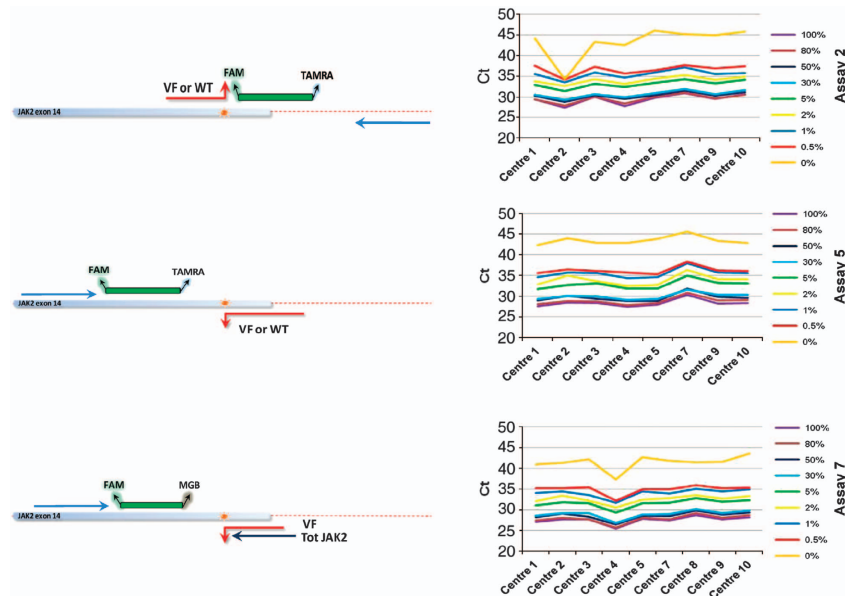 FAM
TAMRA
VF or WT
JAK2 exon 14
50
45
40
35
30
25
20
Ct
Centre 1
Centre 2
Centre 3
Centre 4
Centre 5
Centre 7
Centre 9
Centre 10
100%
80%
50%
30%
5%
2%
1%
0.5%
0%
Assay 2
FAM
TAMRA
JAK2 exon 14
VF or WT
50
45
40
35
30
25
20
Ct
Centre 1
Centre 2
Centre 3
Centre 4
Centre 5
Centre 7
Centre 9
Centre 10
100%
80%
50%
30%
5%
2%
1%
0.5%
0%
Assay 5
FAM
MGB
JAK2 exon 14
VF
Tot JAK2
50
45
40
35
30
25
20
Ct
Centre 1
Centre 2
Centre 3
Centre 4
Centre 5
Centre 7
Centre 8
Centre 9
Centre 10
100%
80%
50%
30%
5%
2%
1%
0.5%
0%
Assay 7